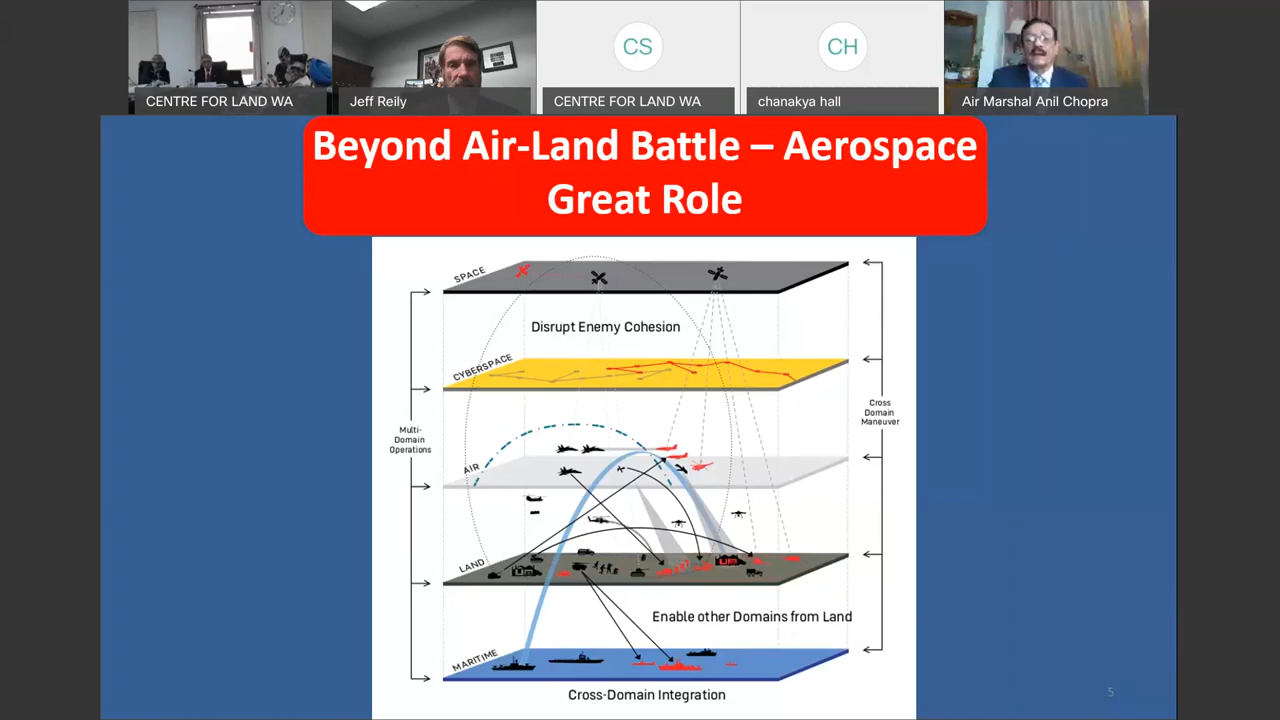 CS
CH
CENTRE FOR LAND WA
Jeff Reily
CENTRE FOR LAND WA
chanakya hall
Air Marshal Anil Chopra
Beyond Air-Land Battle – Aerospace
Great Role
SPACE
Disrupt Enemy Cohesion
CYBERSPACE
Multi-
Domain
Operations
Cross
Domain
Maneuver
AIR
LAND
Enable other Domains from Land
MARITIME
Cross-Domain Integration
5